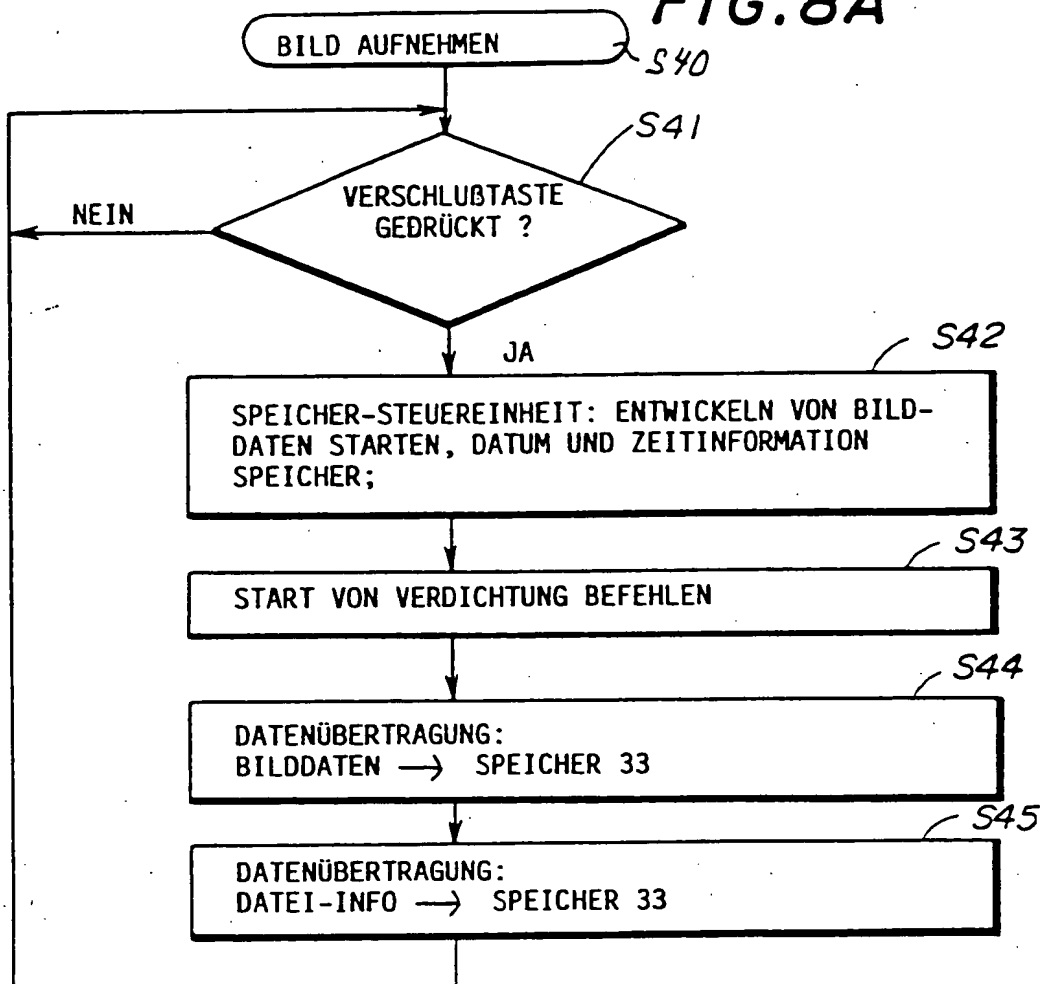 FIG.8A
BILD AUFNEHMEN
S40
S41
VERSCHLUßTASTE
GEDRÜCKT ?
NEIN
JA
S42
SPEICHER-STEUEREINHEIT: ENTWICKELN VON BILD-
DATEN STARTEN, DATUM UND ZEITINFORMATION
SPEICHER;
S43
START VON VERDICHTUNG BEFEHLEN
S44
DATENÜBERTRAGUNG:
BILDDATEN → SPEICHER 33
S45
DATENÜBERTRAGUNG:
DATEI-INFO → SPEICHER 33